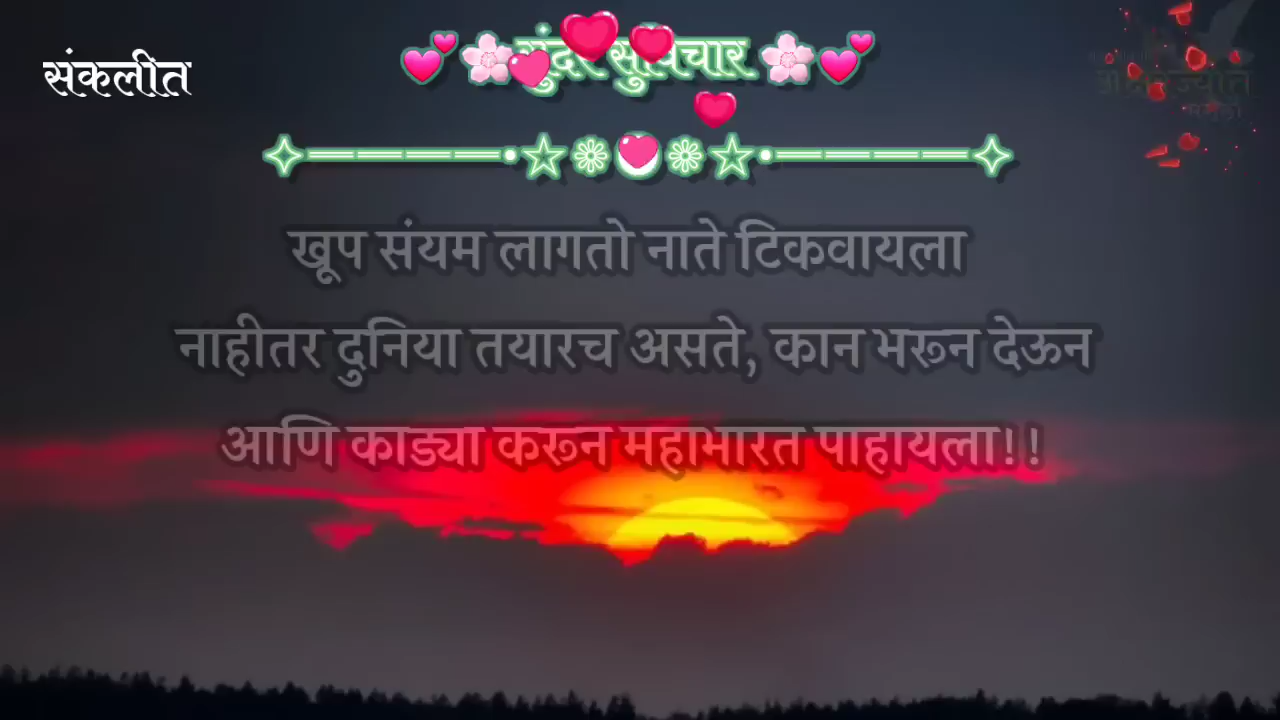 संकलीत
सुंदर सुविचार
खूप संयम लागतो नाते टिकवायला
नाहीतर दुनिया तयारच असते, कान भरून देऊन
आणि काड्या करून महाभारत पाहायला!!